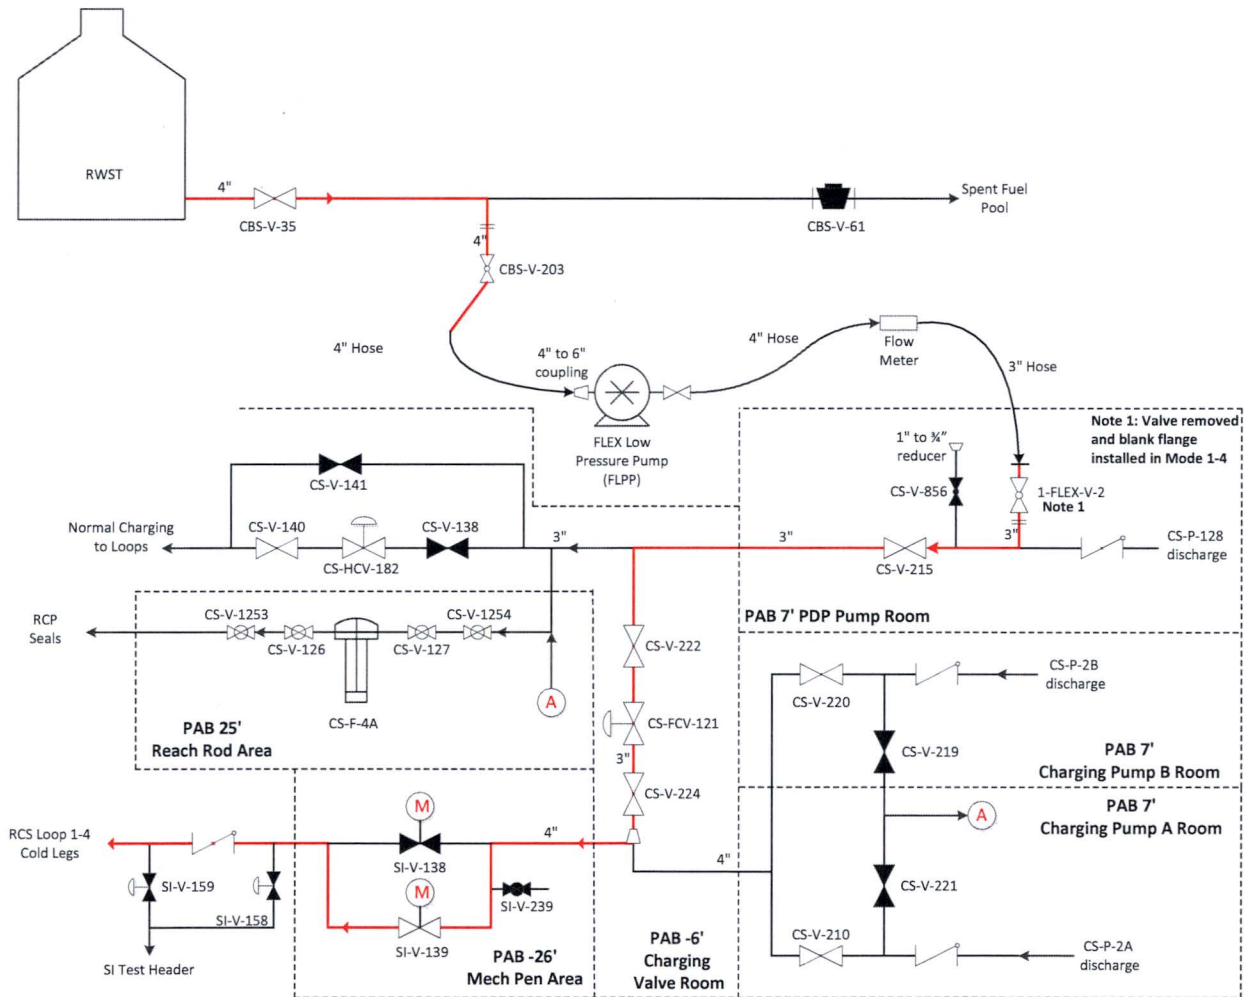 RWST
4"
CBS-V-35
CBS-V-61
Spent Fuel
Pool
4"
CBS-V-203
4" Hose
4" to 6"
coupling
4" Hose
Flow
Meter
3" Hose
FLEX Low
Pressure Pump
(FLPP)
1" to ¾"
reducer
Note 1: Valve removed
and blank flange
installed in Mode 1-4
CS-V-141
CS-V-856
1-FLEX-V-2
Note 1
Normal Charging
to Loops
CS-V-140
CS-V-138
CS-HCV-182
3"
3"
CS-V-215
3"
CS-P-128
discharge
PAB 7' PDP Pump Room
RCP
Seals
CS-V-1253
CS-V-1254
CS-V-126
CS-V-127
CS-F-4A
A
PAB 25'
Reach Rod Area
CS-V-222
CS-FCV-121
3"
CS-V-224
CS-V-220
CS-P-2B
discharge
CS-V-219
PAB 7'
Charging Pump B Room
A
PAB 7'
Charging Pump A Room
RCS Loop 1-4
Cold Legs
M
SI-V-138
4"
4"
SI-V-159
SI-V-158
M
SI-V-139
SI-V-239
CS-V-221
CS-V-210
CS-P-2A
discharge
SI Test Header
PAB -26'
Mech Pen Area
PAB -6'
Charging
Valve Room